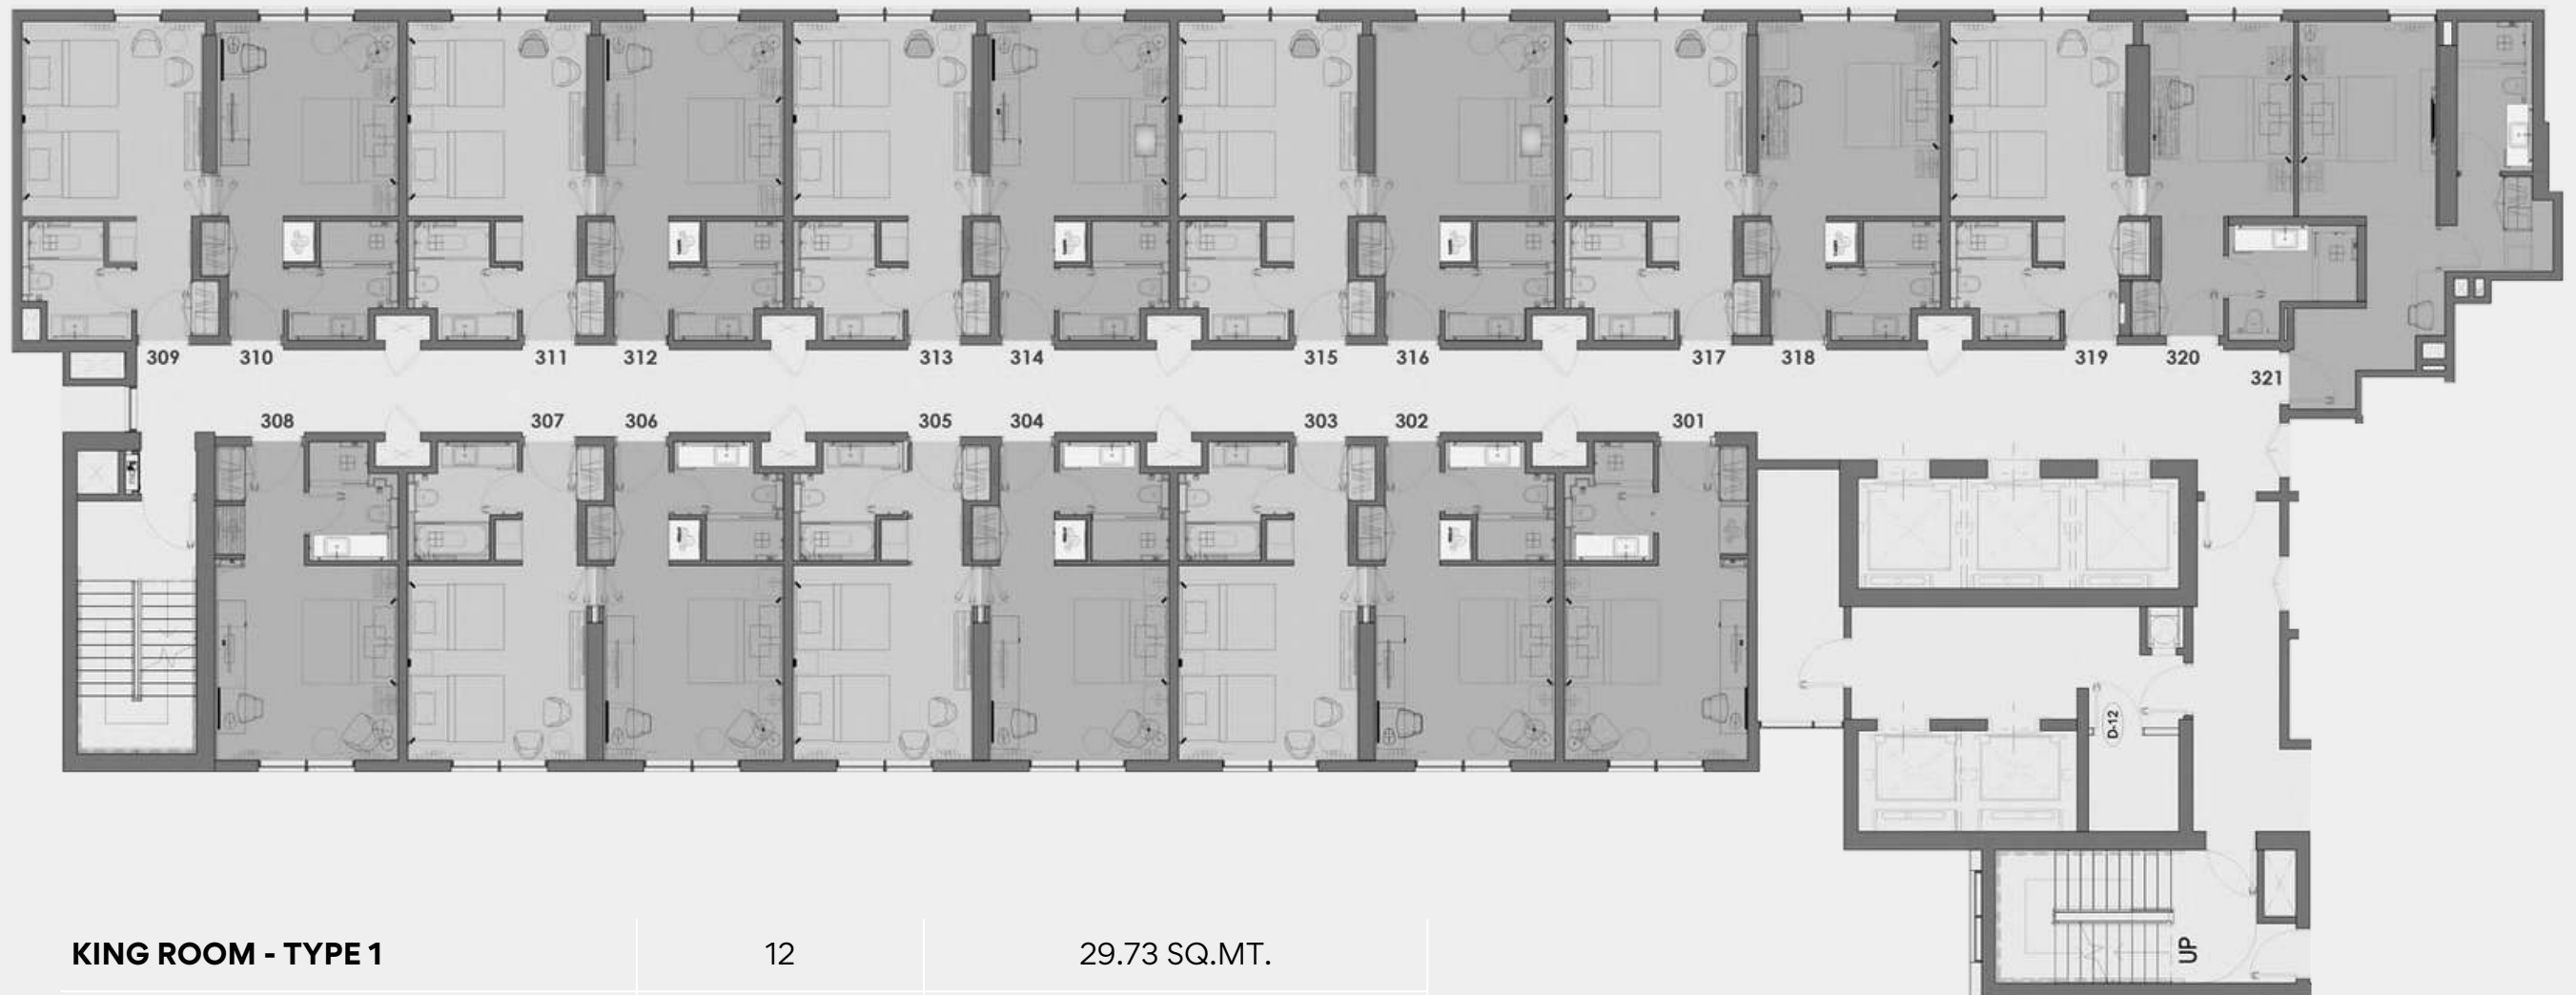 309 310 311 312 313 314 315 316 317 318 319 320
321
308 307 306 305 304 303 302 301
D-12
UP
KING ROOM - TYPE 1 12 29.73 SQ.MT.